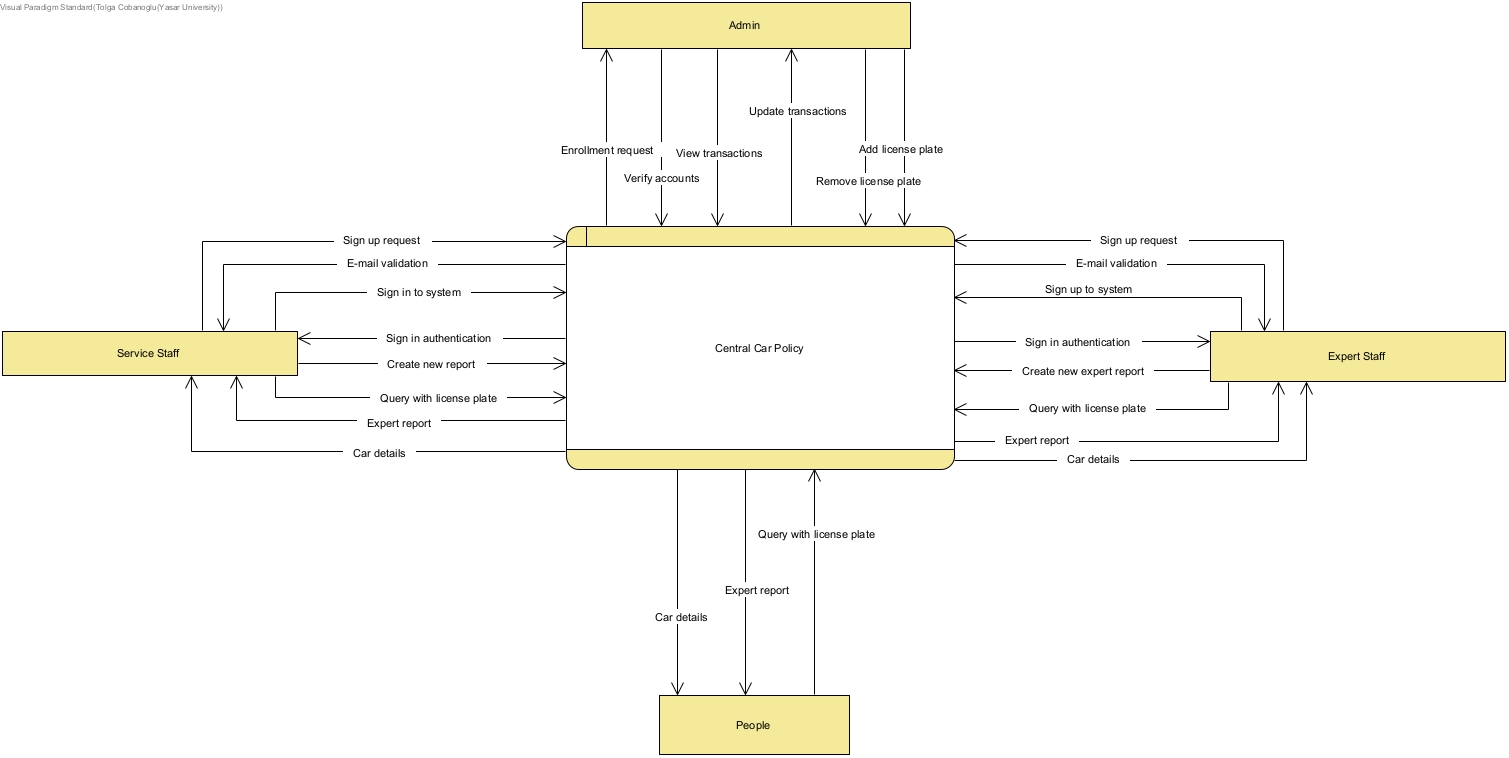 Visual Paradigm Standard(Tolga Cobanoglu(Yasar University))
Admin
Update transactions
Enrollment request
View transactions
Add license plate
Verify accounts
Remove license plate
Sign up request
E-mail validation
Sign in to system
Service Staff
Sign in authentication
Create new report
Query with license plate
Expert report
Car details
Central Car Policy
Sign up request
E-mail validation
Sign up to system
Sign in authentication
Expert Staff
Create new expert report
Query with license plate
Expert report
Car details
Query with license plate
Expert report
Car details
People